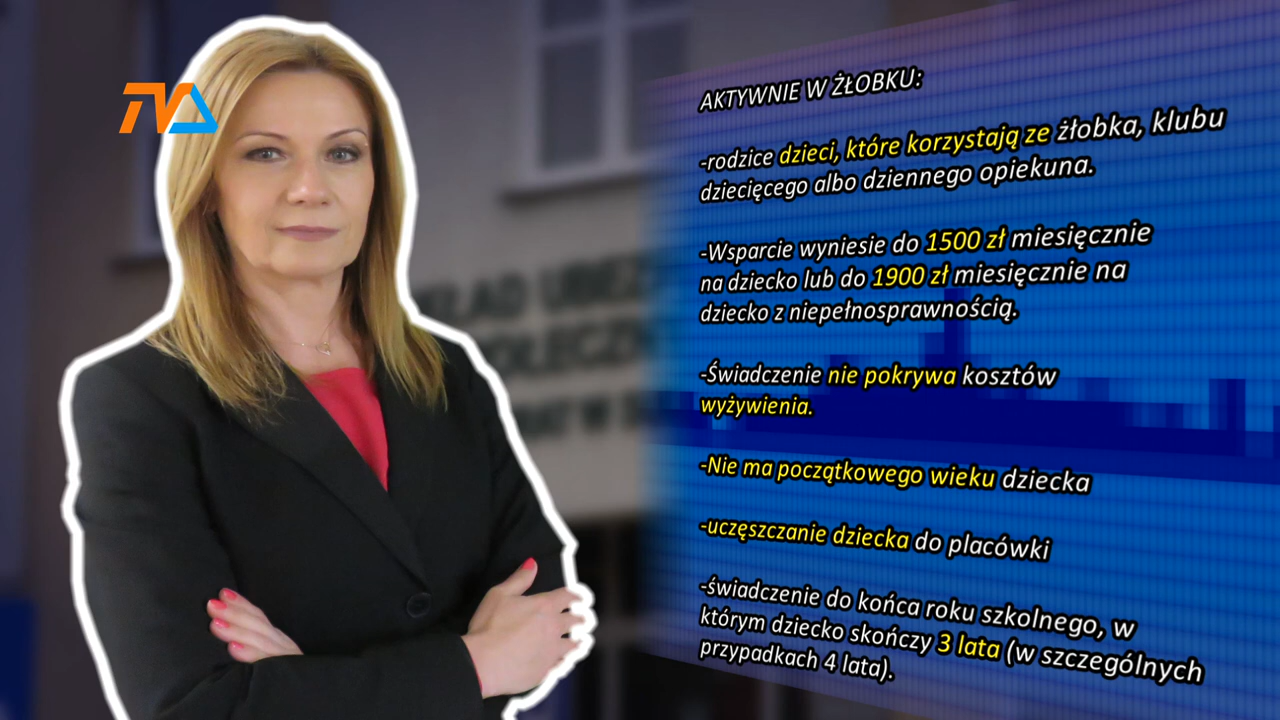 TVA
AKTYWNIE W ŻŁOBKU:
-rodzice dzieci, które korzystają ze żłobka, klubu
dziecięcego albo dziennego opiekuna.
-Wsparcie wyniesie do 1500 zł miesięcznie
na dziecko lub do 1900 zł miesięcznie na
dziecko z niepełnosprawnością.
-Świadczenie nie pokrywa kosztów
wyżywienia.
-Nie ma początkowego wieku dziecka
-uczęszczanie dziecka do placówki
-świadczenie do końca roku szkolnego, w
którym dziecko skończy 3 lata (w szczególnych
przypadkach 4 lata).